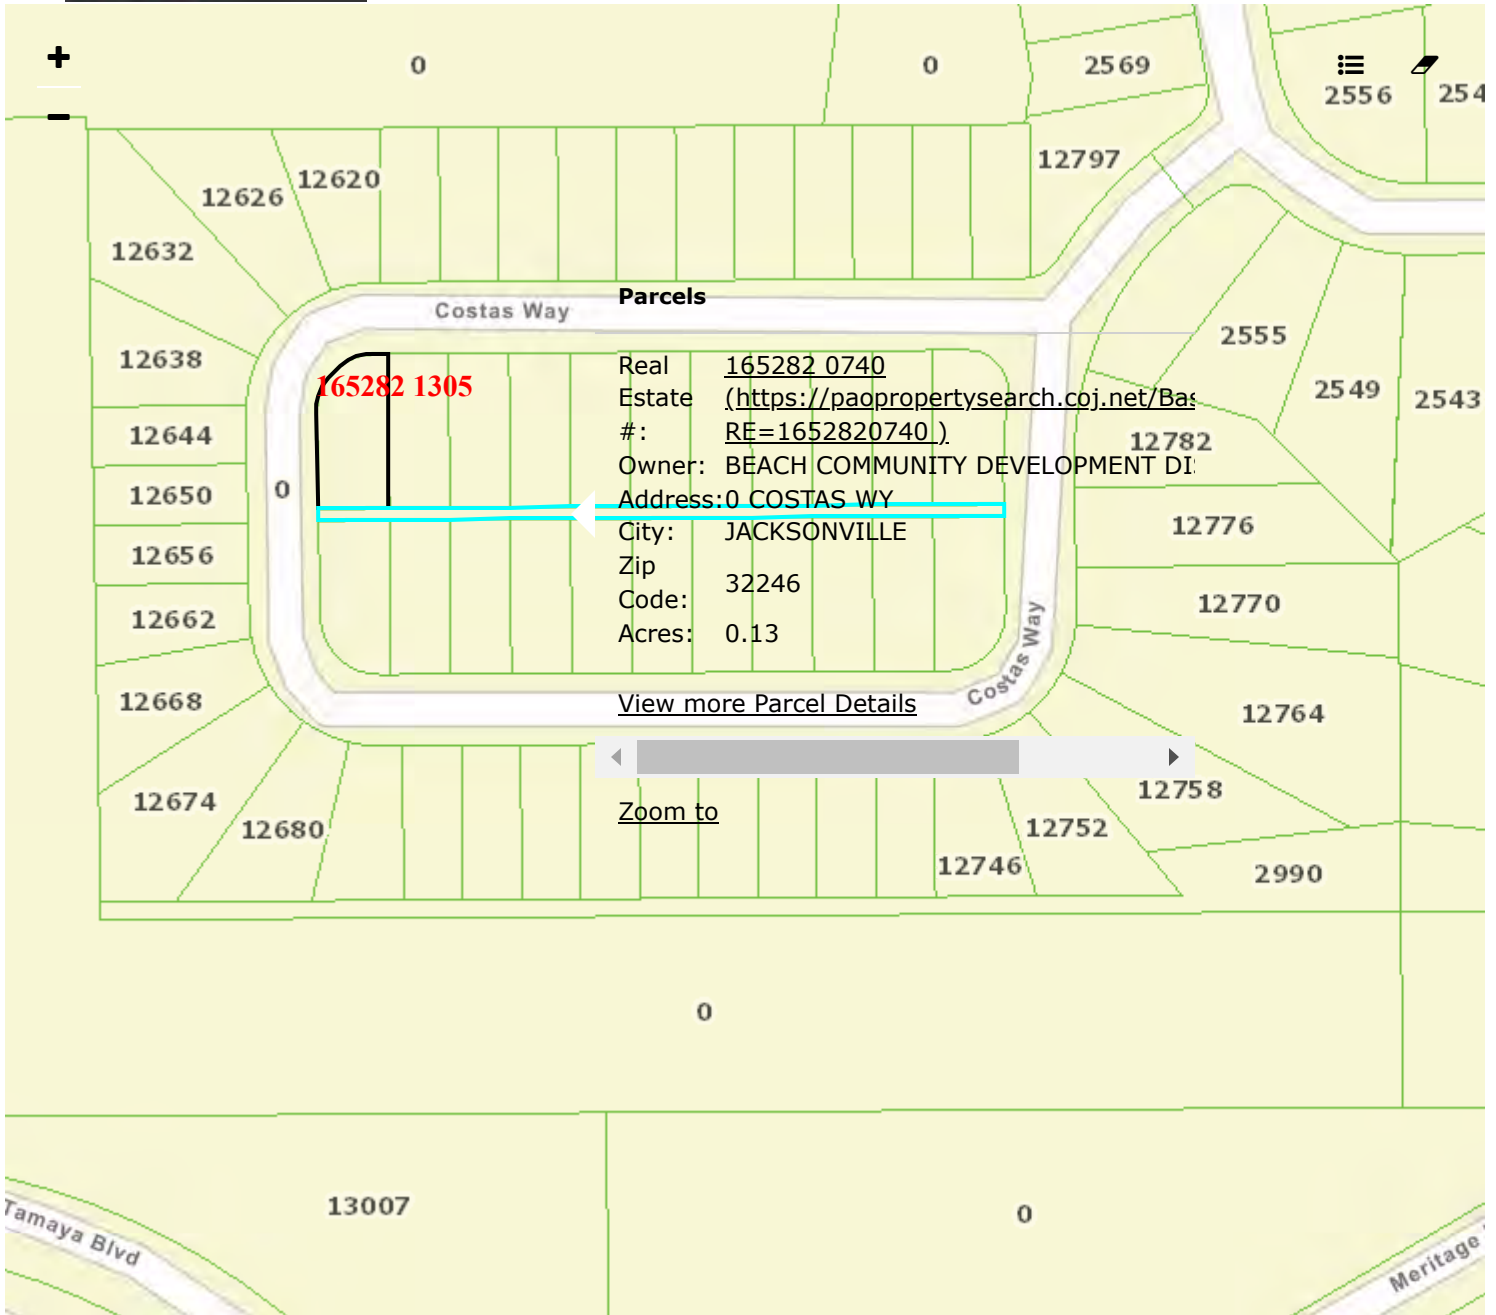 0
0
2569
2556
254
12797
12620
12626
12632
Parcels
Costas Way
2555
12638
165282 1305
Real
Estate
#:
165282 0740
(https://paopropertysearch.coj.net/Bas
RE=1652820740 )
2549
2543
12644
12782
Owner: BEACH COMMUNITY DEVELOPMENT DI
12650
0
Address: 0 COSTAS WY
12776
City: JACKSONVILLE
12656
Zip
Code:
32246
12770
12662
Acres: 0.13
Costas Way
12668
View more Parcel Details
12764
12674
12680
Zoom to
12758
12752
12746
2990
0
13007
0
Tamaya Blvd
Meritage